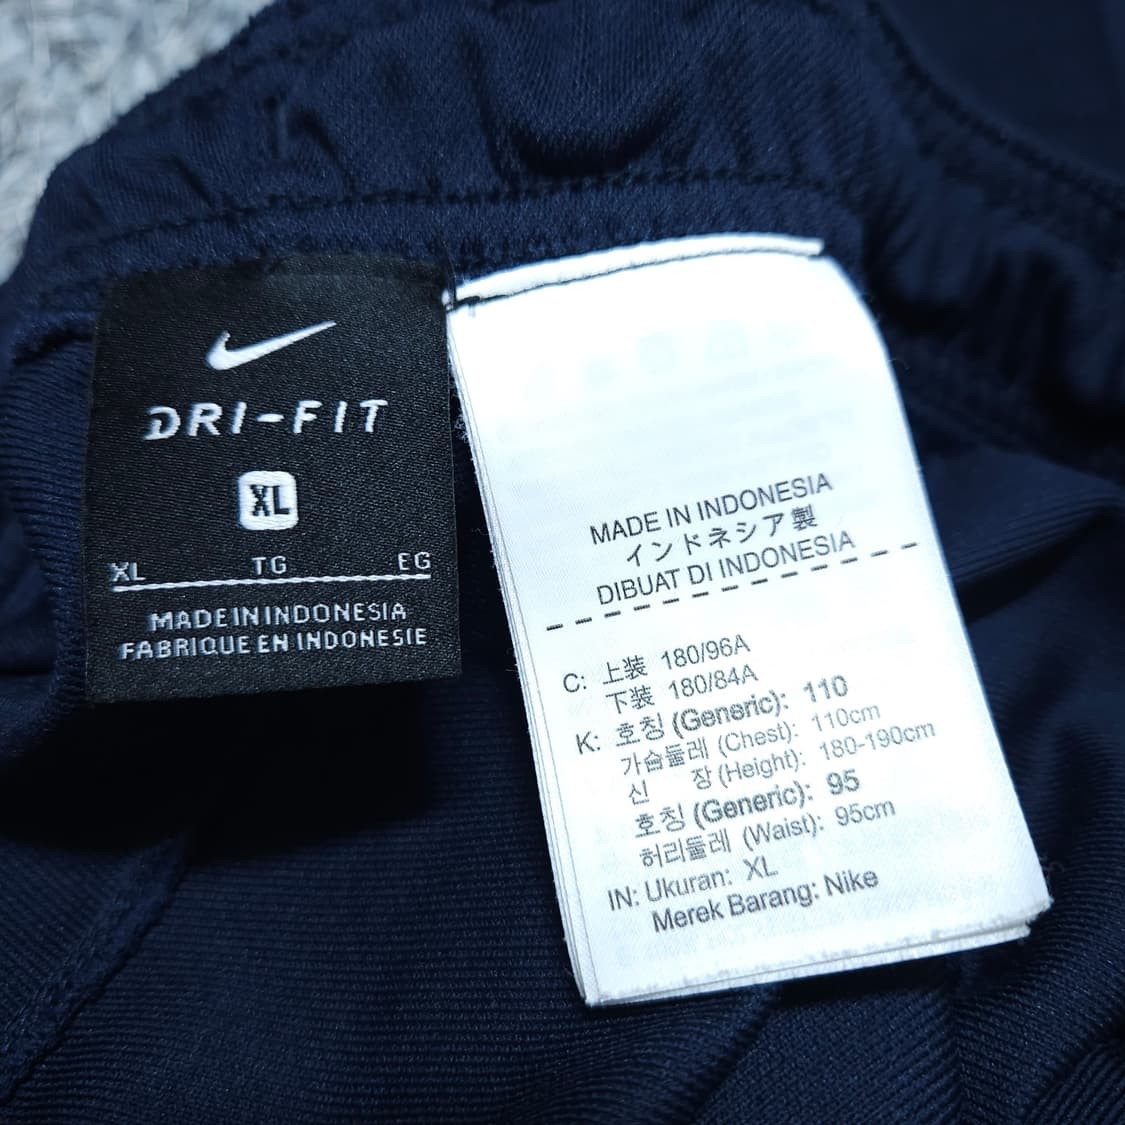 DRI-FIT
XL
XL TG EG
MADE IN INDONESIA
FABRIQUE EN INDONESIE
MADE IN INDONESIA
インドネシア製
DIBUAT DI INDONESIA
C: 上装 180/96A
下装 180/84A
K: 호칭 (Generic): 110
가슴둘레 (Chest): 110cm
신 장 (Height): 180-190cm
호칭 (Generic): 95
허리둘레 (Waist): 95cm
IN: Ukuran: XL
Merek Barang: Nike